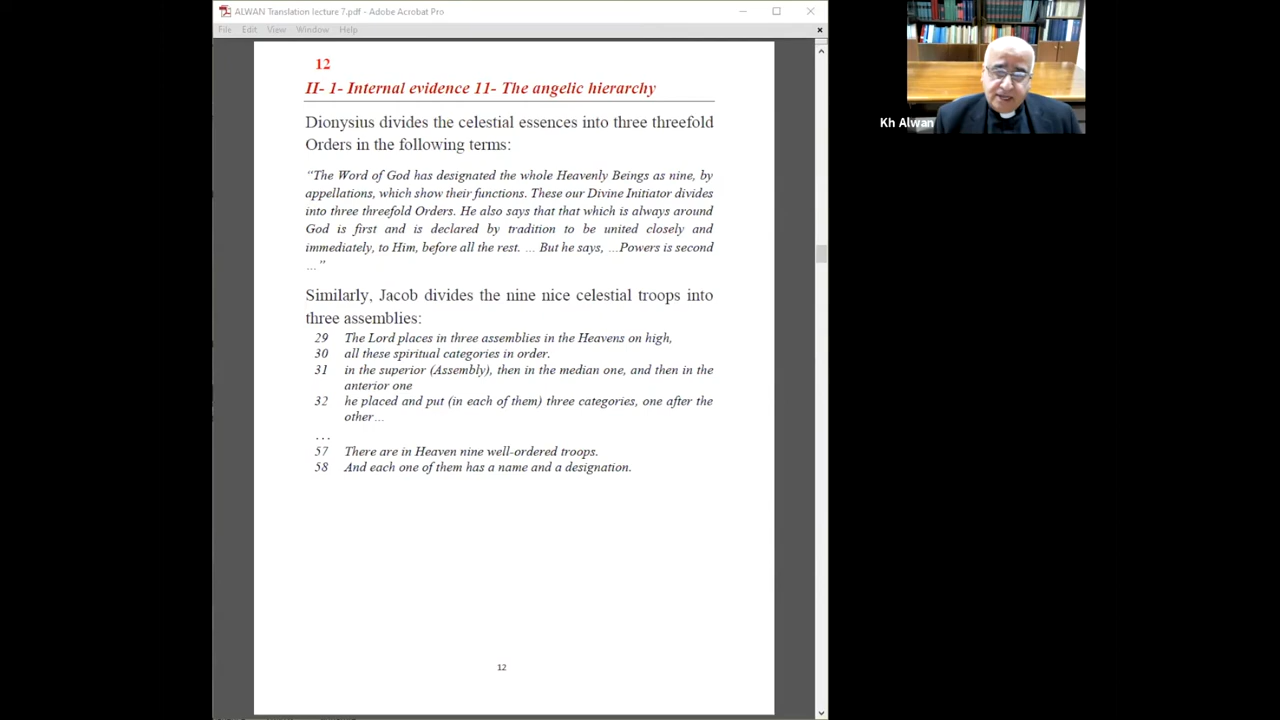 ALWAN Translation lecture 7.pdf - Adobe Acrobat Pro
File Edit View Window Help
12
II- 1- Internal evidence 11- The angelic hierarchy
Dionysius divides the celestial essences into three threefold
Orders in the following terms:
“The Word of God has designated the whole Heavenly Beings as nine, by
appellations, which show their functions. These our Divine Initiator divides
into three threefold Orders. He also says that that which is always around
God is first and is declared by tradition to be united closely and
immediately, to Him, before all the rest. … But he says, …Powers is second
…”
Similarly, Jacob divides the nine nice celestial troops into
three assemblies:
29 The Lord places in three assemblies in the Heavens on high,
30 all these spiritual categories in order.
31 in the superior (Assembly), then in the median one, and then in the
anterior one
32 he placed and put (in each of them) three categories, one after the
other…
…
57 There are in Heaven nine well-ordered troops.
58 And each one of them has a name and a designation.
12
Kh Alwan